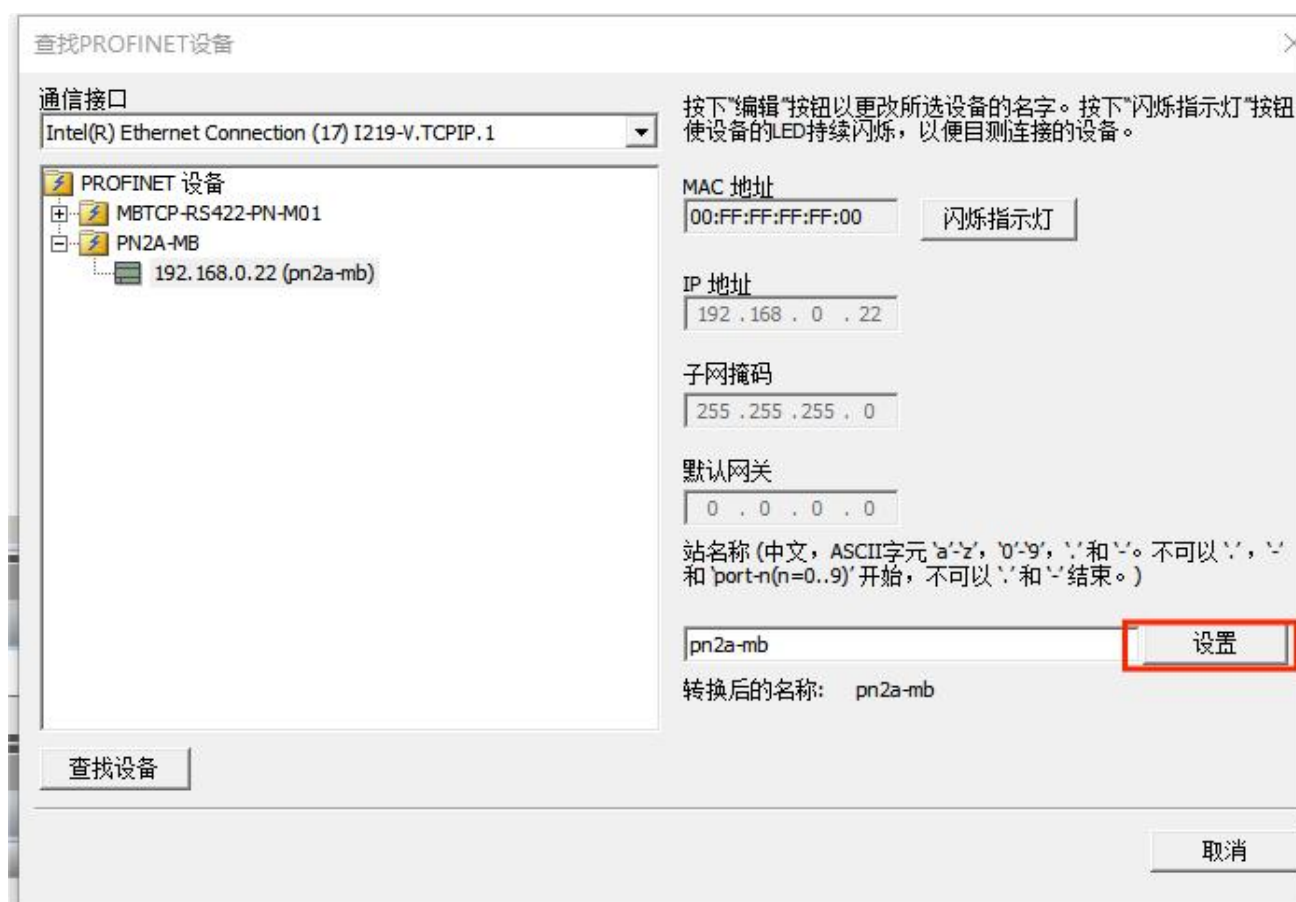 查找PROFINET设备
通信接口
Intel(R) Ethernet Connection (17) I219-V.TCPIP.1
PROFINET 设备
MBTCP-RS422-PN-M01
PN2A-MB
192.168.0.22 (pn2a-mb)
查找设备
按下"编辑"按钮以更改所选设备的名字。按下"闪烁指示灯"按钮
使设备的LED持续闪烁，以便目测连接的设备。
MAC 地址
00:FF:FF:FF:FF:00
闪烁指示灯
IP 地址
192 . 168 . 0 . 22
子网掩码
255 . 255 . 255 . 0
默认网关
0 . 0 . 0 . 0
站名称 (中文，ASCII字元 'a'-'z'，'0'-'9'，'.' 和 '-'。不可以 '.'，'-'
和 'port-n(n=0..9)' 开始，不可以 '.' 和 '-' 结束。)
pn2a-mb
设置
转换后的名称: pn2a-mb
取消